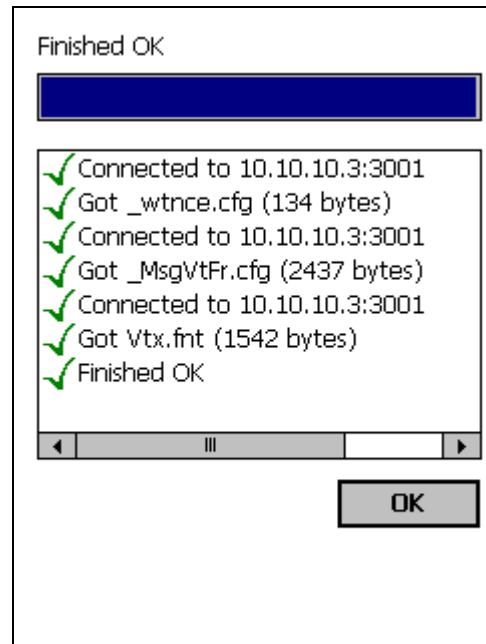 Finished OK
Connected to 10.10.10.3:3001
Got _wtnce.cfg (134 bytes)
Connected to 10.10.10.3:3001
Got _MsgVtFr.cfg (2437 bytes)
Connected to 10.10.10.3:3001
Got Vtx.fnt (1542 bytes)
Finished OK
OK